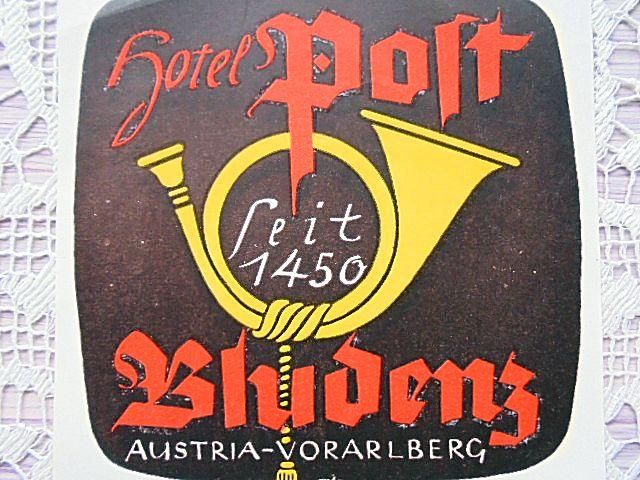 Hotel Poſt
ſeit
1450
Bludenz
AUSTRIA-VORARLBERG